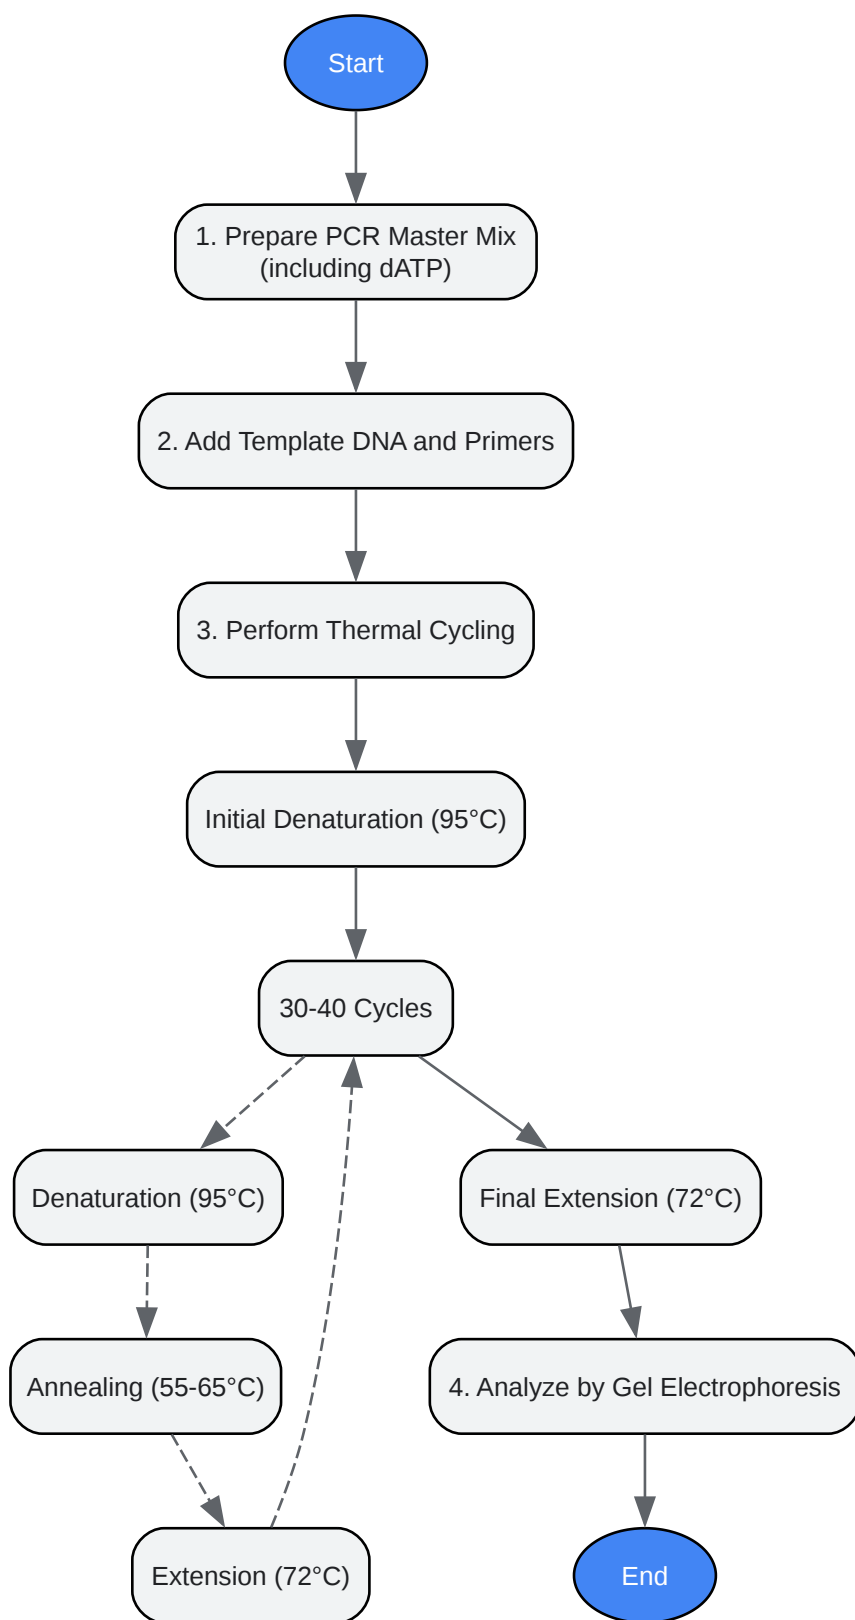 Start
1. Prepare PCR Master Mix
(including dATP)
2. Add Template DNA and Primers
3. Perform Thermal Cycling
Initial Denaturation (95°C)
30-40 Cycles
Denaturation (95°C)
Final Extension (72°C)
Annealing (55-65°C)
4. Analyze by Gel Electrophoresis
Extension (72°C)
End